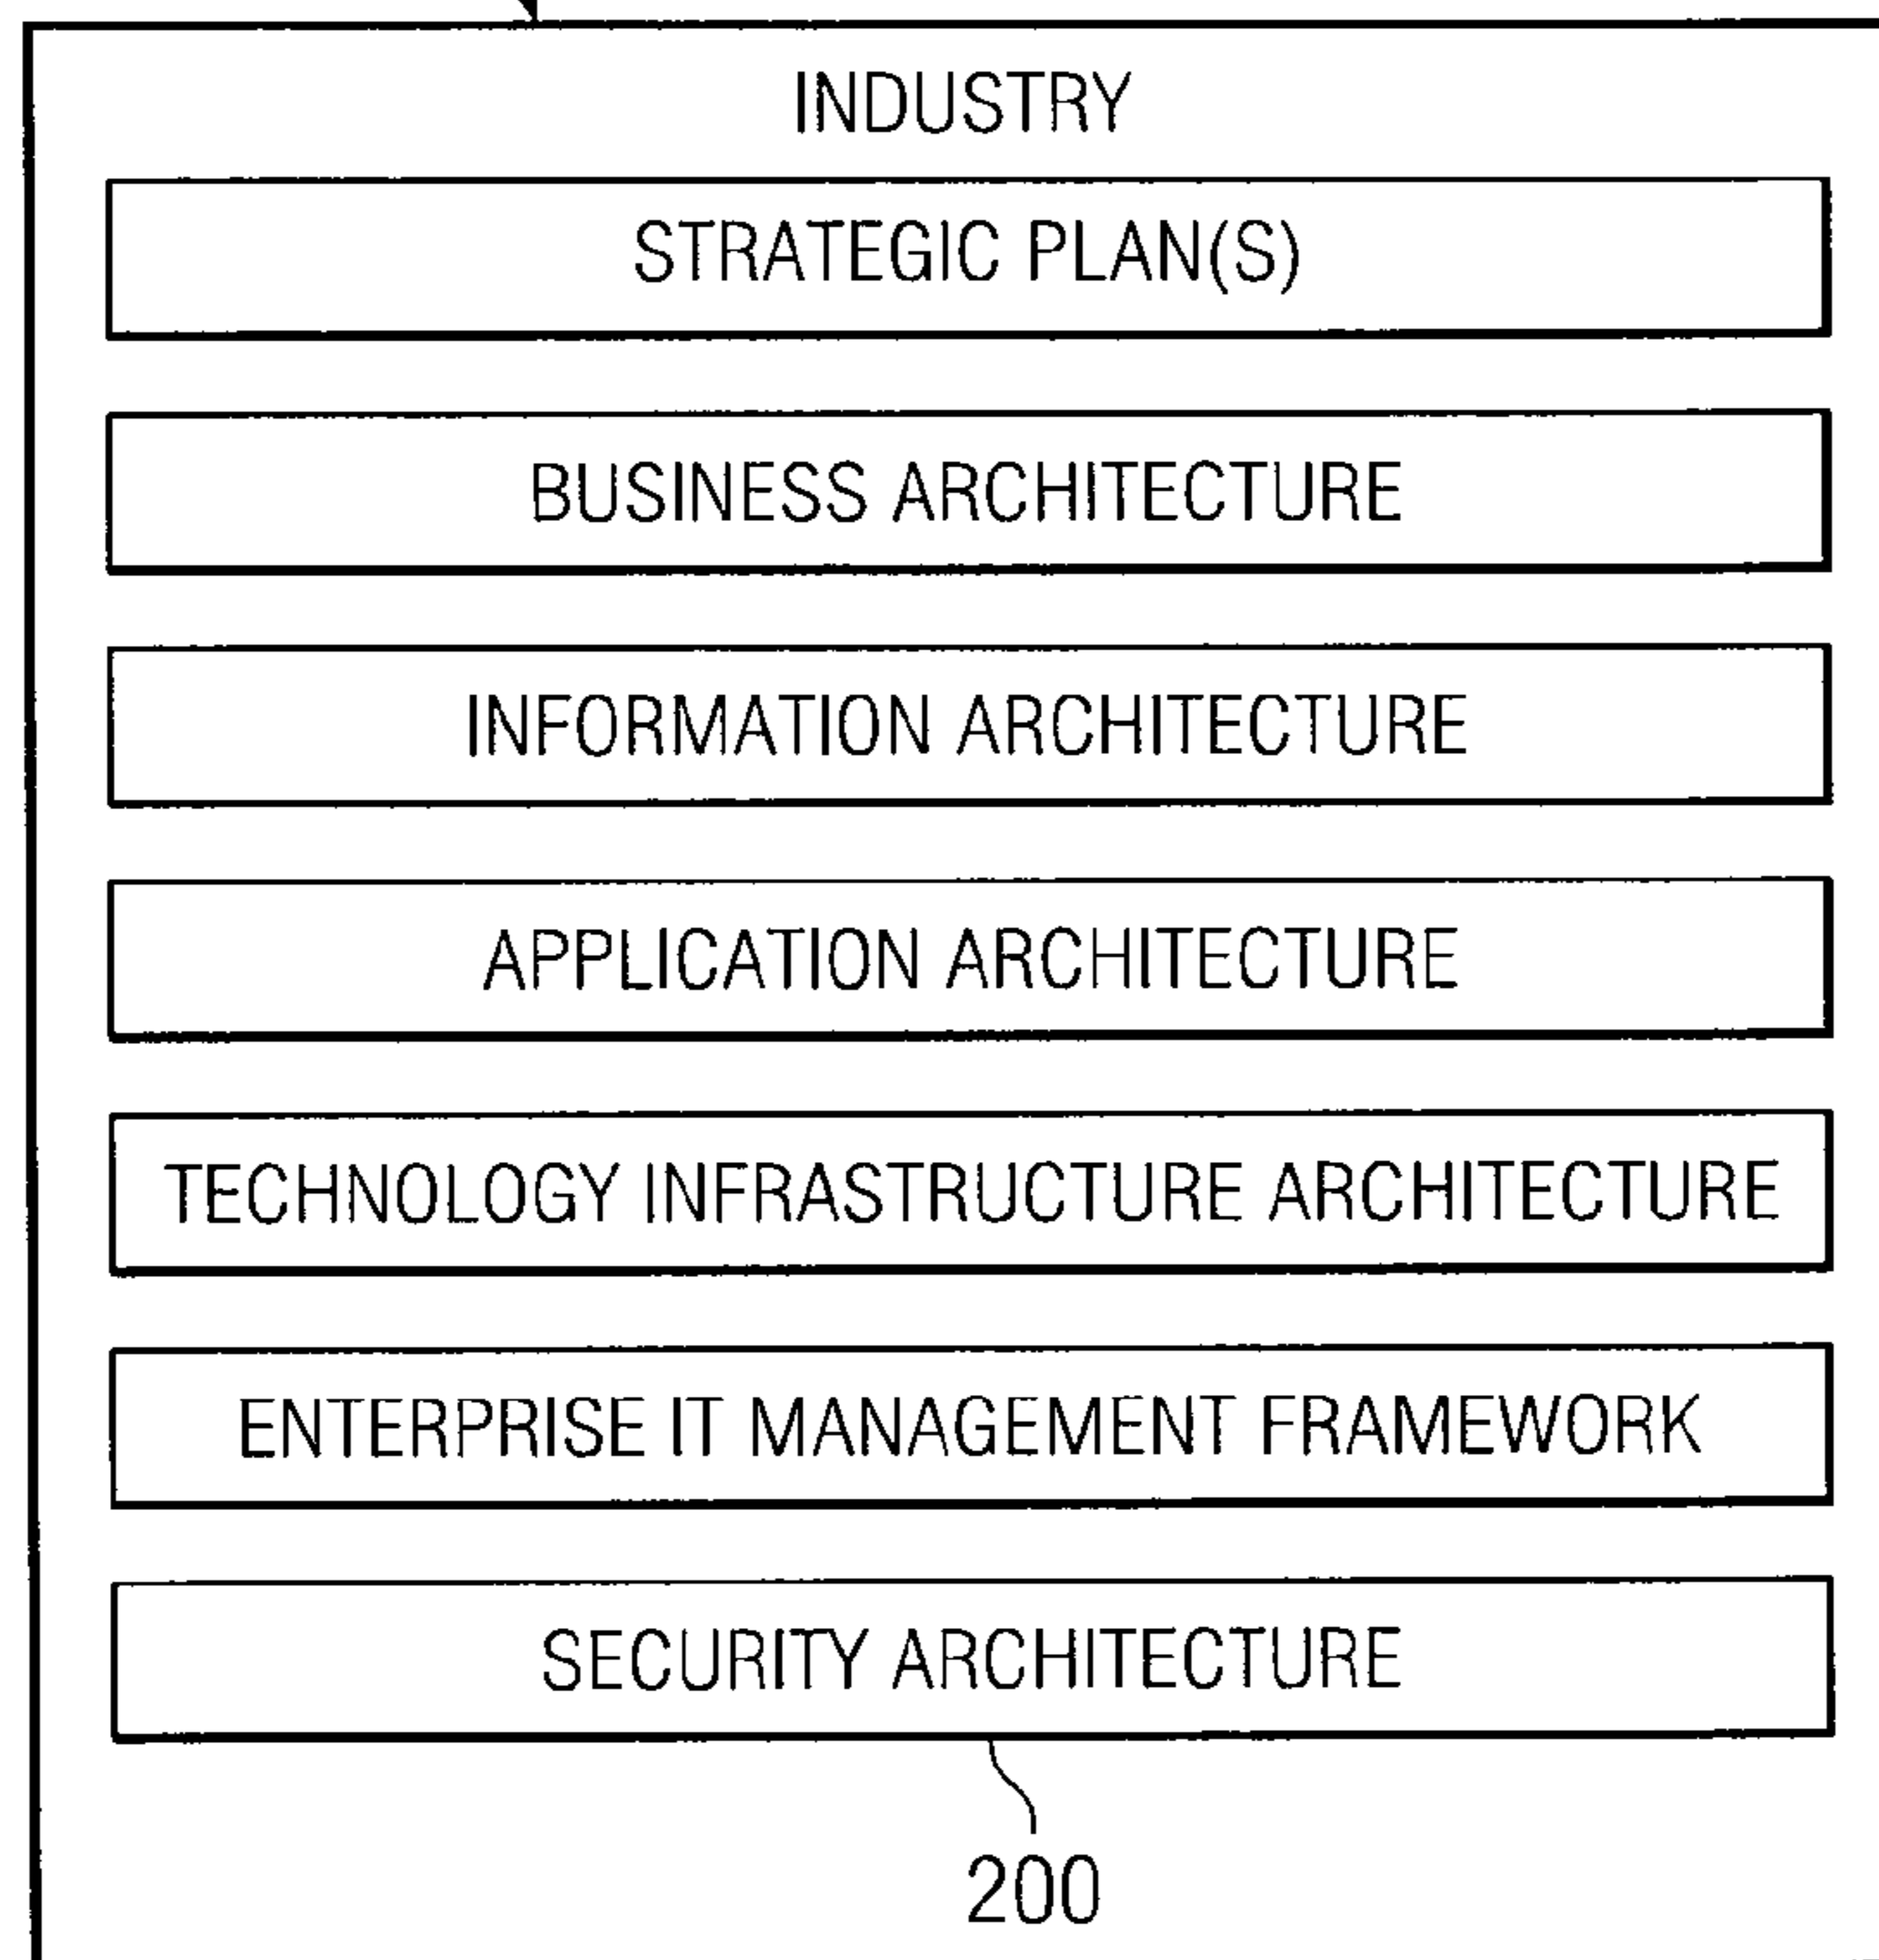 INDUSTRY
STRATEGIC PLAN(S)
BUSINESS ARCHITECTURE
INFORMATION ARCHITECTURE
APPLICATION ARCHITECTURE
TECHNOLOGY INFRASTRUCTURE ARCHITECTURE
ENTERPRISE IT MANAGEMENT FRAMEWORK
SECURITY ARCHITECTURE
200